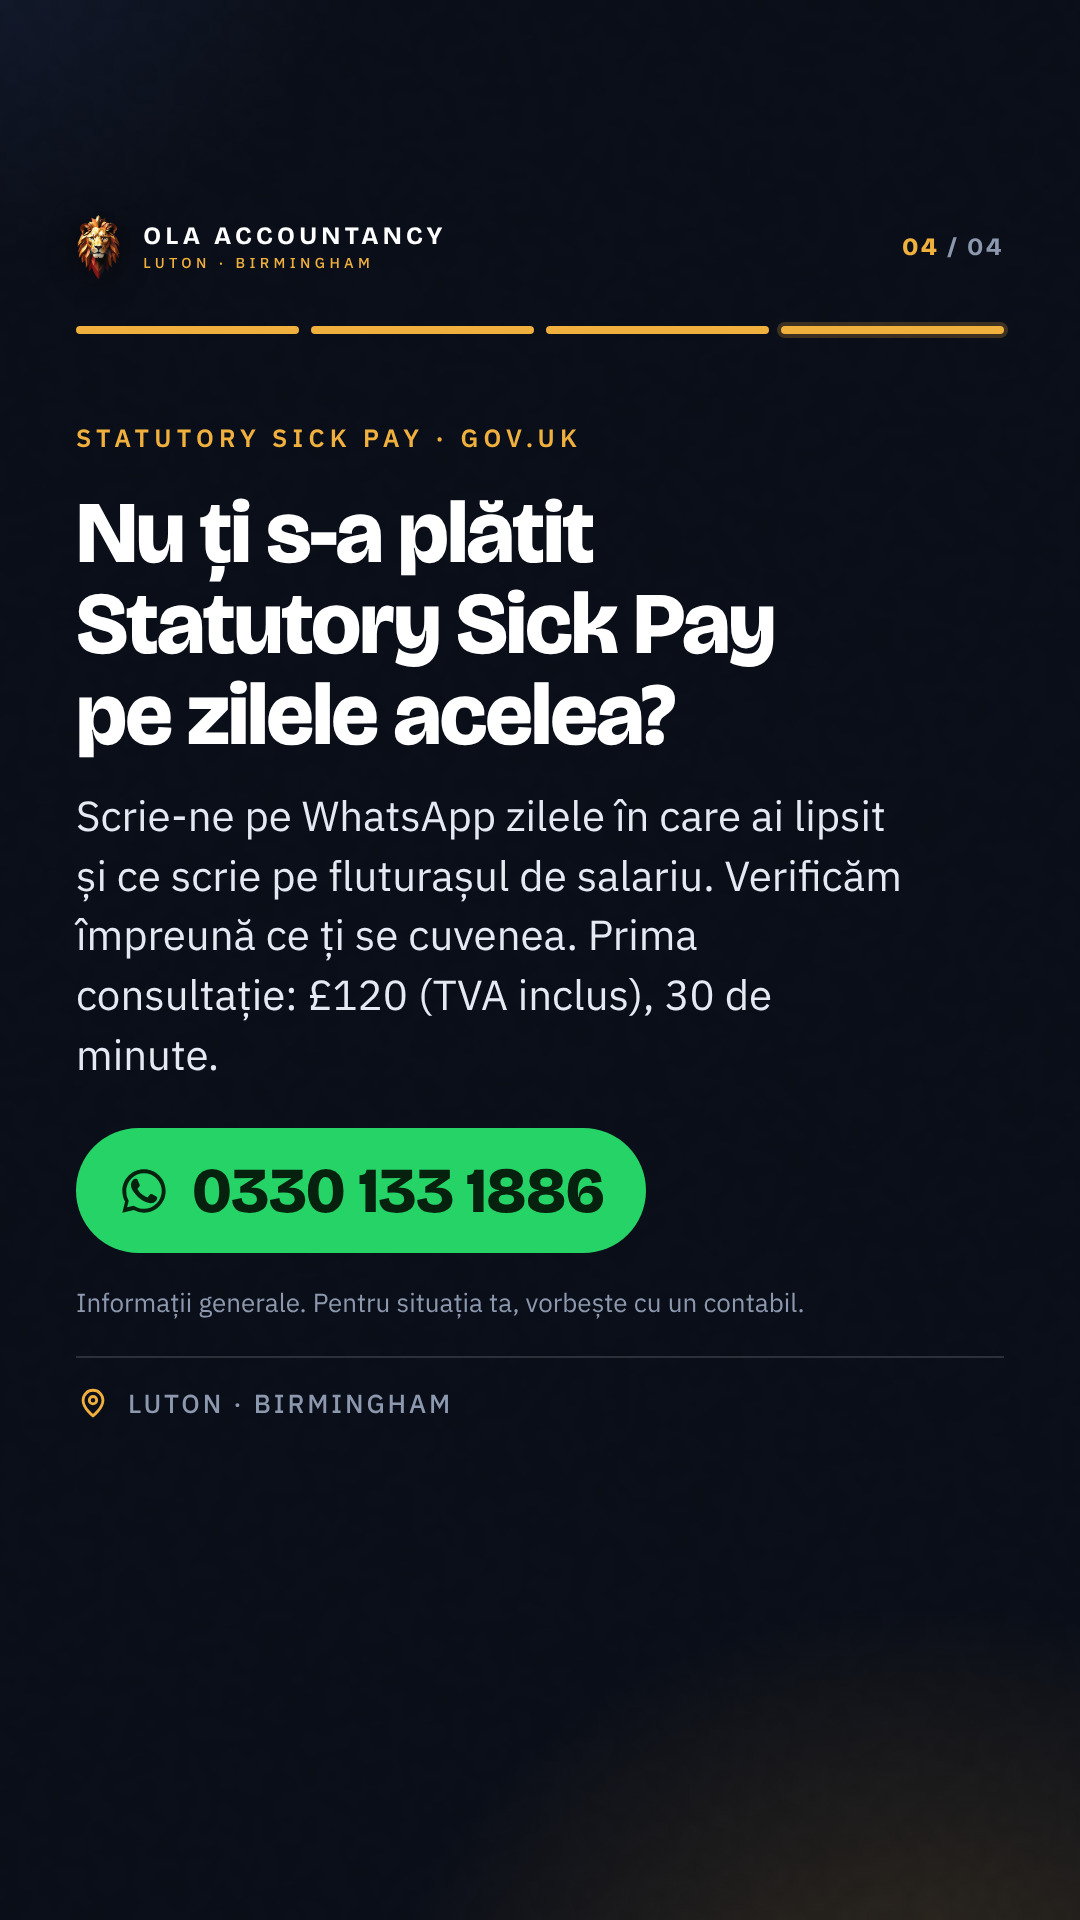 OLA ACCOUNTANCY
LUTON · BIRMINGHAM
04 / 04
STATUTORY SICK PAY · GOV.UK
Nu ți s-a plătit
Statutory Sick Pay
pe zilele acelea?
Scrie-ne pe WhatsApp zilele în care ai lipsit
și ce scrie pe fluturașul de salariu. Verificăm
împreună ce ți se cuvenea. Prima
consultație: £120 (TVA inclus), 30 de
minute.
0330 133 1886
Informații generale. Pentru situația ta, vorbește cu un contabil.
LUTON · BIRMINGHAM